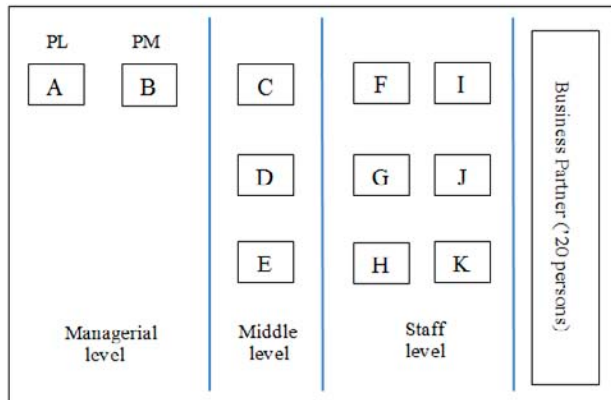 PL PM
A B C F I
D G J
E H K
Managerial level
Middle level
Staff level
Business Partner ('20 persons)